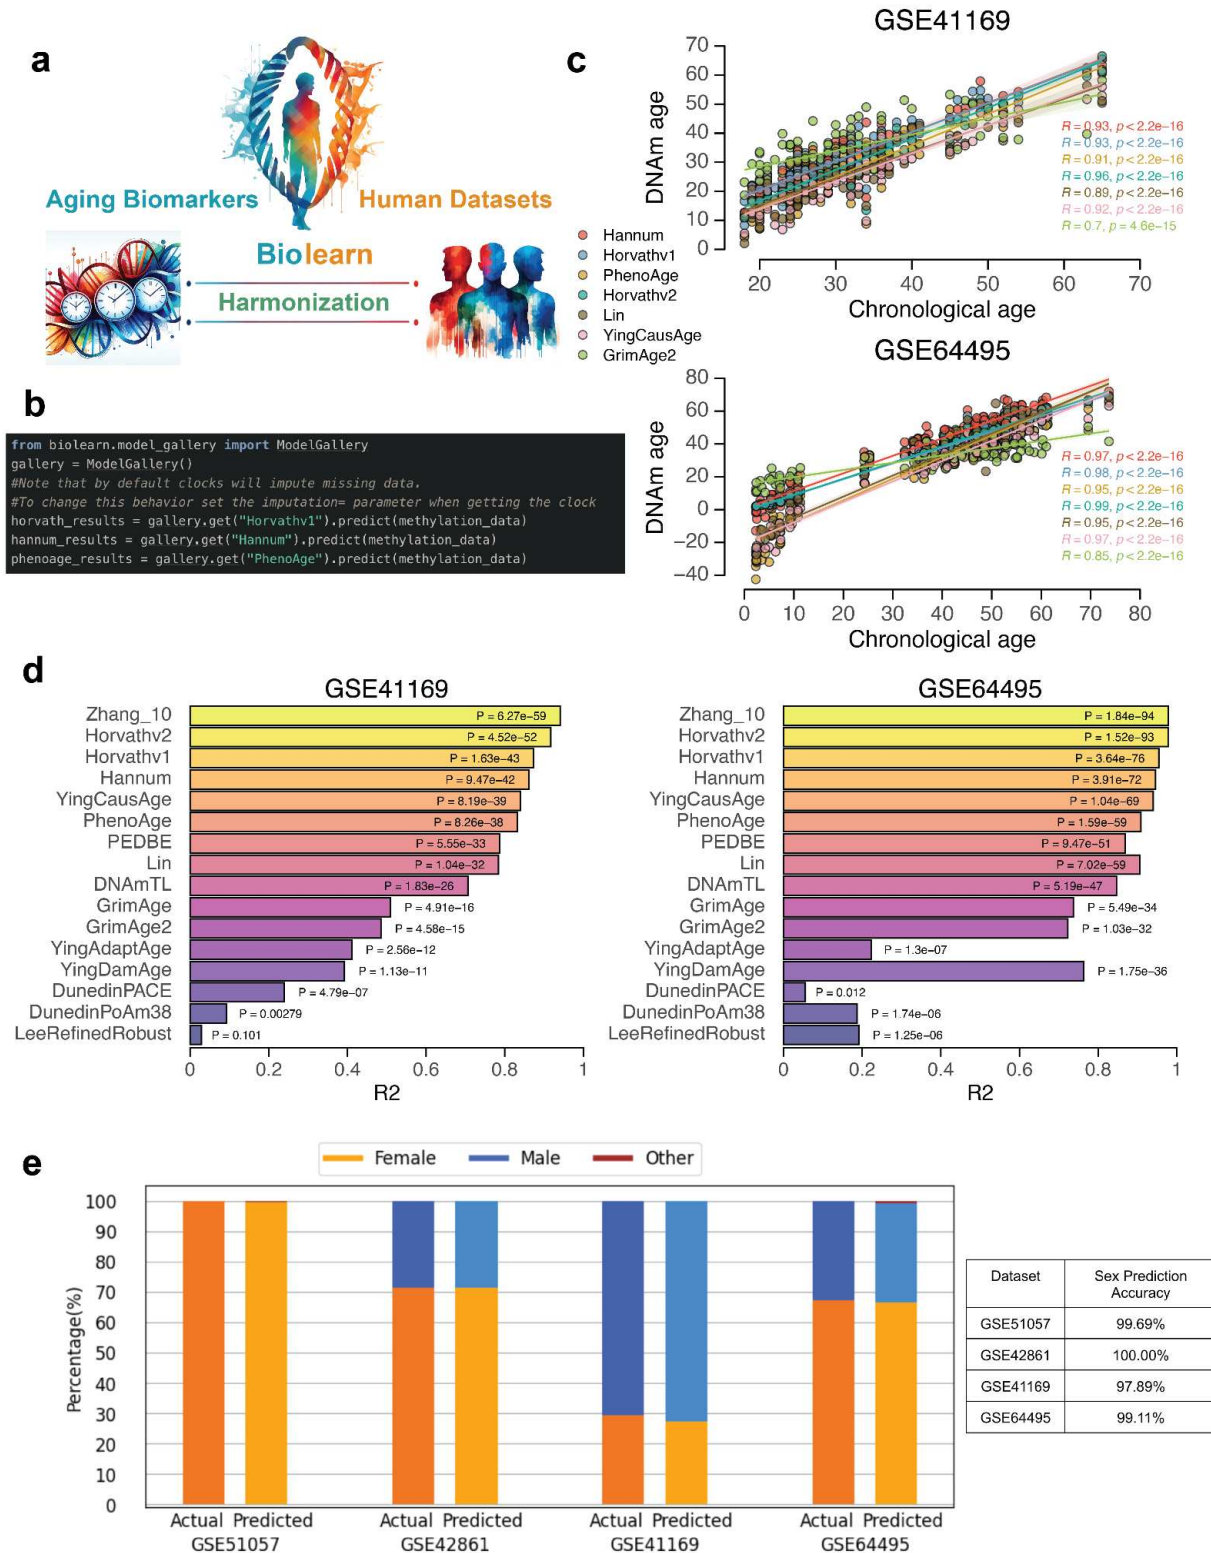 a
Aging Biomarkers
Human Datasets
Biolearn
Harmonization
b
from biolearn.model_gallery import ModelGallery
gallery = ModelGallery()
#Note that by default clocks will impute missing data.
#To change this behavior set the imputation= parameter when getting the clock
horvath_results = gallery.get("Horvathv1").predict(methylation_data)
hannum_results = gallery.get("Hannum").predict(methylation_data)
phenoage_results = gallery.get("PhenoAge").predict(methylation_data)
c
Hannum
Horvathv1
PhenoAge
Horvathv2
Lin
YingCausAge
GrimAge2
GSE41169
DNAm age
70
60
50
40
30
20
10
0
R = 0.93, p < 2.2e−16
R = 0.93, p < 2.2e−16
R = 0.91, p < 2.2e−16
R = 0.96, p < 2.2e−16
R = 0.89, p < 2.2e−16
R = 0.92, p < 2.2e−16
R = 0.7, p = 4.6e−15
20 30 40 50 60 70
Chronological age
GSE64495
DNAm age
80
60
40
20
0
−20
−40
R = 0.97, p < 2.2e−16
R = 0.98, p < 2.2e−16
R = 0.95, p < 2.2e−16
R = 0.99, p < 2.2e−16
R = 0.95, p < 2.2e−16
R = 0.97, p < 2.2e−16
R = 0.85, p < 2.2e−16
0 10 20 30 40 50 60 70 80
Chronological age
d
GSE41169
Zhang_10 P = 6.27e−59
Horvathv2 P = 4.52e−52
Horvathv1 P = 1.63e−43
Hannum P = 9.47e−42
YingCausAge P = 8.19e−39
PhenoAge P = 8.26e−38
PEDBE P = 5.55e−33
Lin P = 1.04e−32
DNAmTL P = 1.83e−26
GrimAge P = 4.91e−16
GrimAge2 P = 4.58e−15
YingAdaptAge P = 2.56e−12
YingDamAge P = 1.13e−11
DunedinPACE P = 4.79e−07
DunedinPoAm38 P = 0.00279
LeeRefinedRobust P = 0.101
0 0.2 0.4 0.6 0.8 1
R2
GSE64495
Zhang_10 P = 1.84e−94
Horvathv2 P = 1.52e−93
Horvathv1 P = 3.64e−76
Hannum P = 3.91e−72
YingCausAge P = 1.04e−69
PhenoAge P = 1.59e−59
PEDBE P = 9.47e−51
Lin P = 7.02e−59
DNAmTL P = 5.19e−47
GrimAge P = 5.49e−34
GrimAge2 P = 1.03e−32
YingAdaptAge P = 1.3e−07
YingDamAge P = 1.75e−36
DunedinPACE P = 0.012
DunedinPoAm38 P = 1.74e−06
LeeRefinedRobust P = 1.25e−06
0 0.2 0.4 0.6 0.8 1
R2
e
Female Male Other
Percentage(%)
100
90
80
70
60
50
40
30
20
10
0
Actual Predicted Actual Predicted Actual Predicted Actual Predicted
GSE51057 GSE42861 GSE41169 GSE64495
Dataset Sex Prediction
Accuracy
GSE51057 99.69%
GSE42861 100.00%
GSE41169 97.89%
GSE64495 99.11%